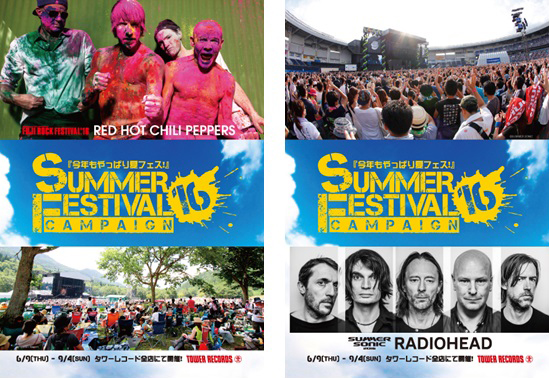 FUJI ROCK FESTIVAL'16 RED HOT CHILI PEPPERS
『今年もやっぱり夏フェス!』
SUMMER
FESTIVAL '16
CAMPAIGN
6/9(THU) - 9/4(SUN) タワーレコード全店にて開催! TOWER RECORDS
『今年もやっぱり夏フェス!』
SUMMER
FESTIVAL '16
CAMPAIGN
SUMMER SONIC 2016 RADIOHEAD
6/9(THU) - 9/4(SUN) タワーレコード全店にて開催! TOWER RECORDS